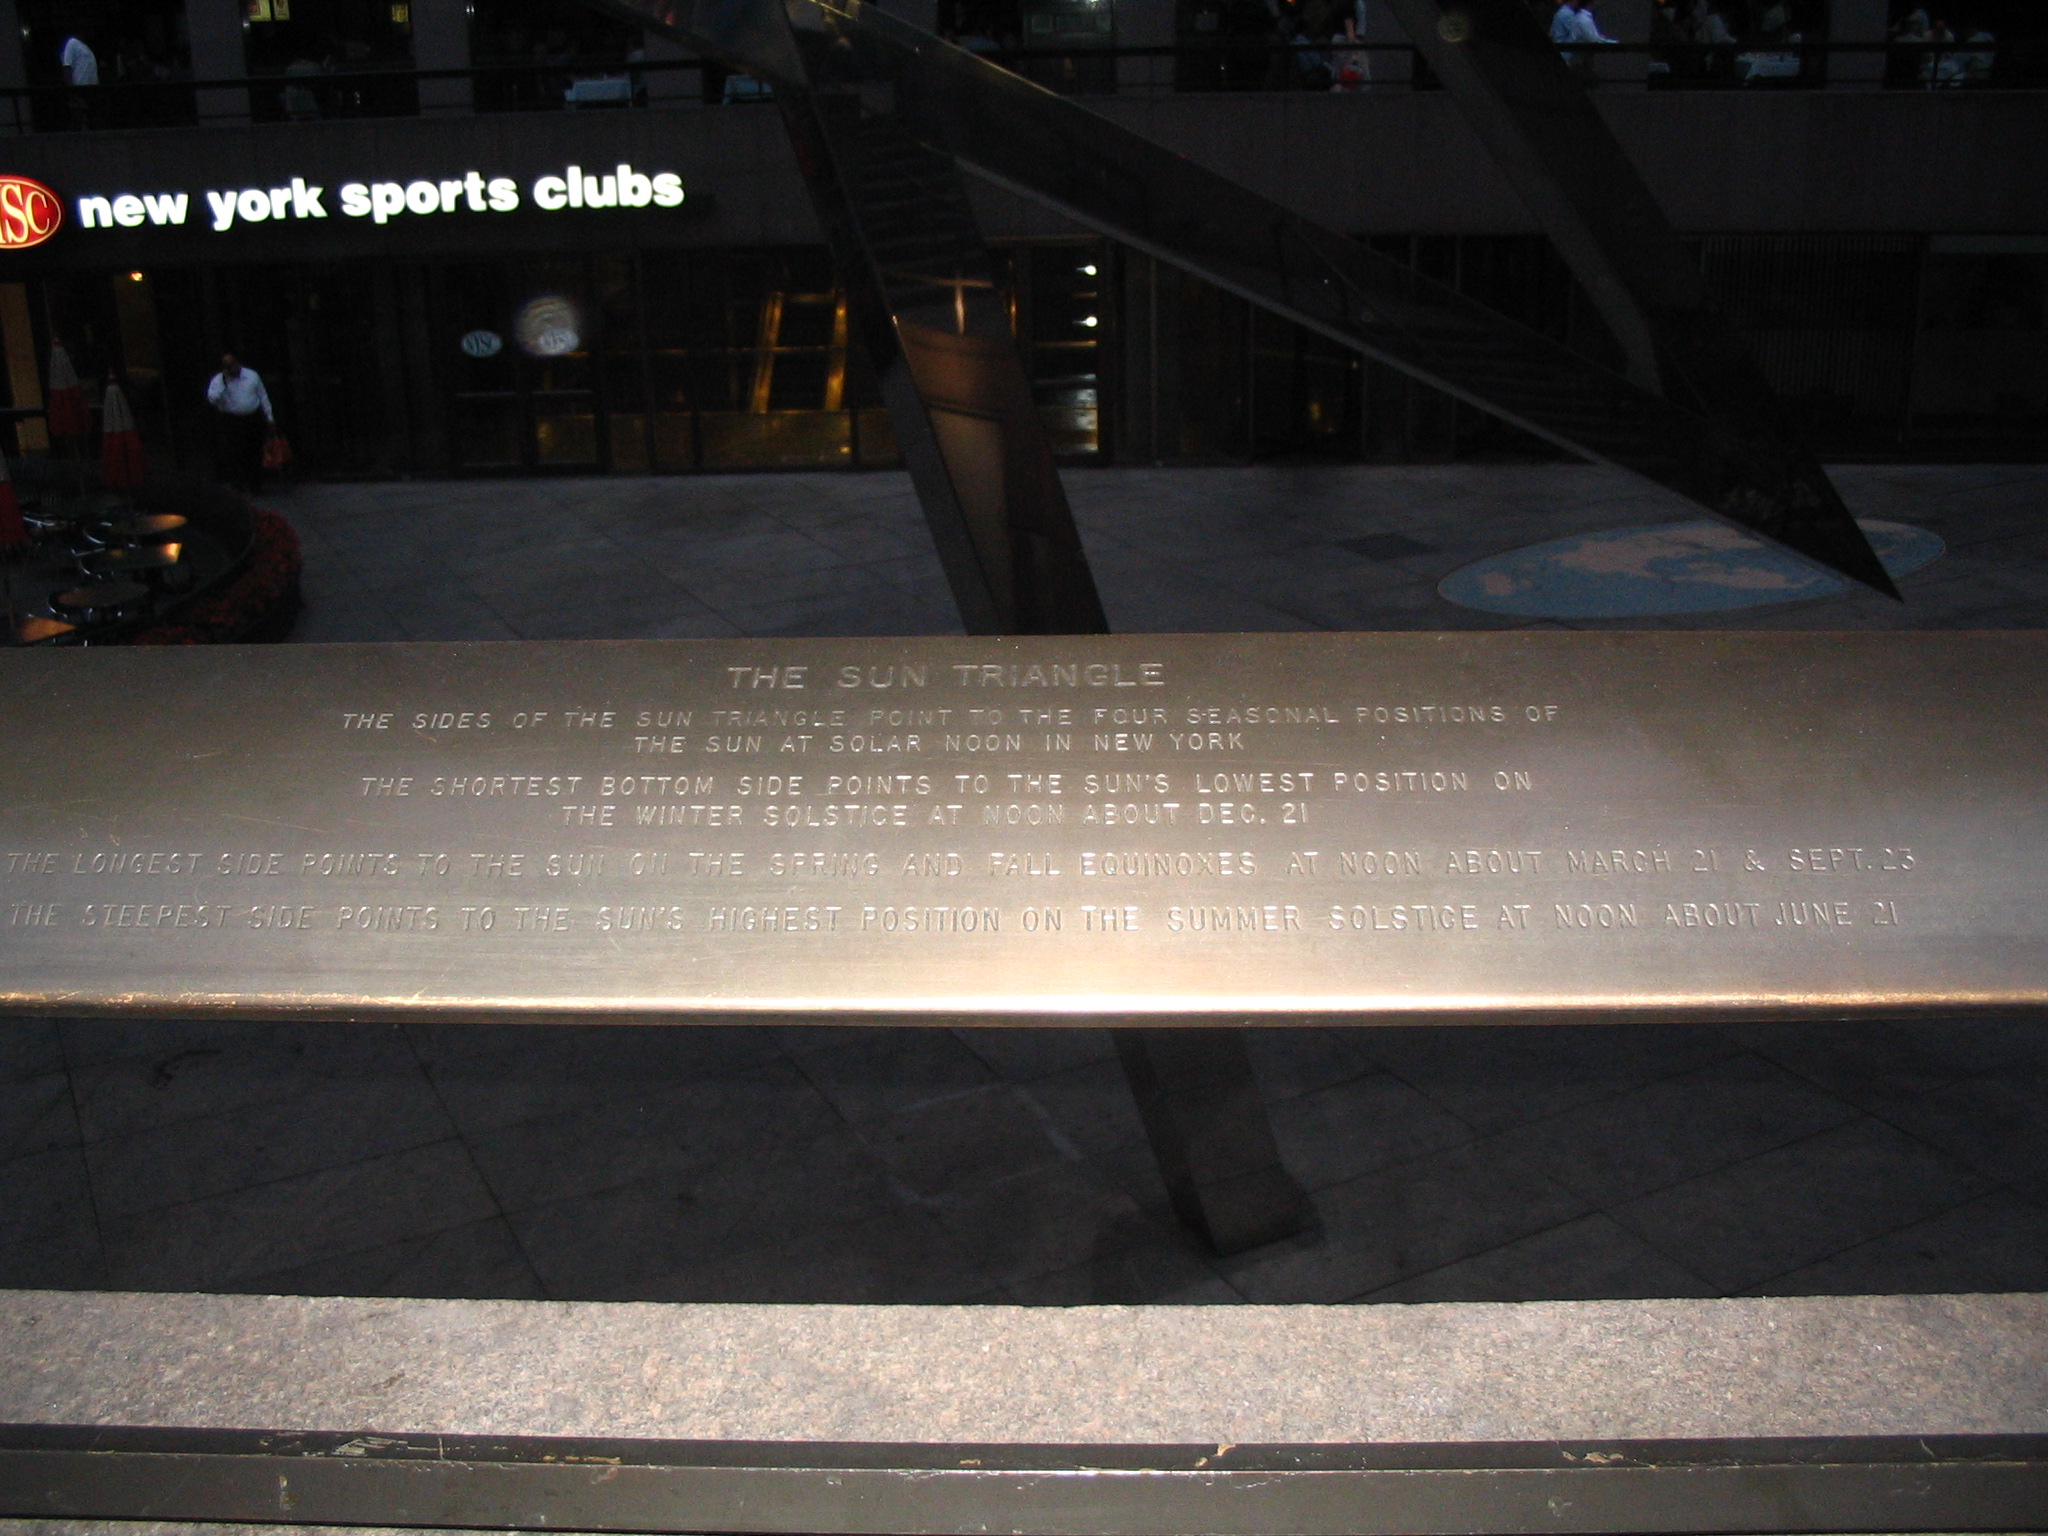 new york sports clubs
THE SUN TRIANGLE
THE SIDES OF THE SUN TRIANGLE POINT TO THE FOUR SEASONAL POSITIONS OF
THE SUN AT SOLAR NOON IN NEW YORK
THE SHORTEST BOTTOM SIDE POINTS TO THE SUN'S LOWEST POSITION ON
THE WINTER SOLSTICE AT NOON ABOUT DEC. 21
THE LONGEST SIDE POINTS TO THE SUN ON THE SPRING AND FALL EQUINOXES AT NOON ABOUT MARCH 21 & SEPT. 23
THE STEEPEST SIDE POINTS TO THE SUN'S HIGHEST POSITION ON THE SUMMER SOLSTICE AT NOON ABOUT JUNE 21